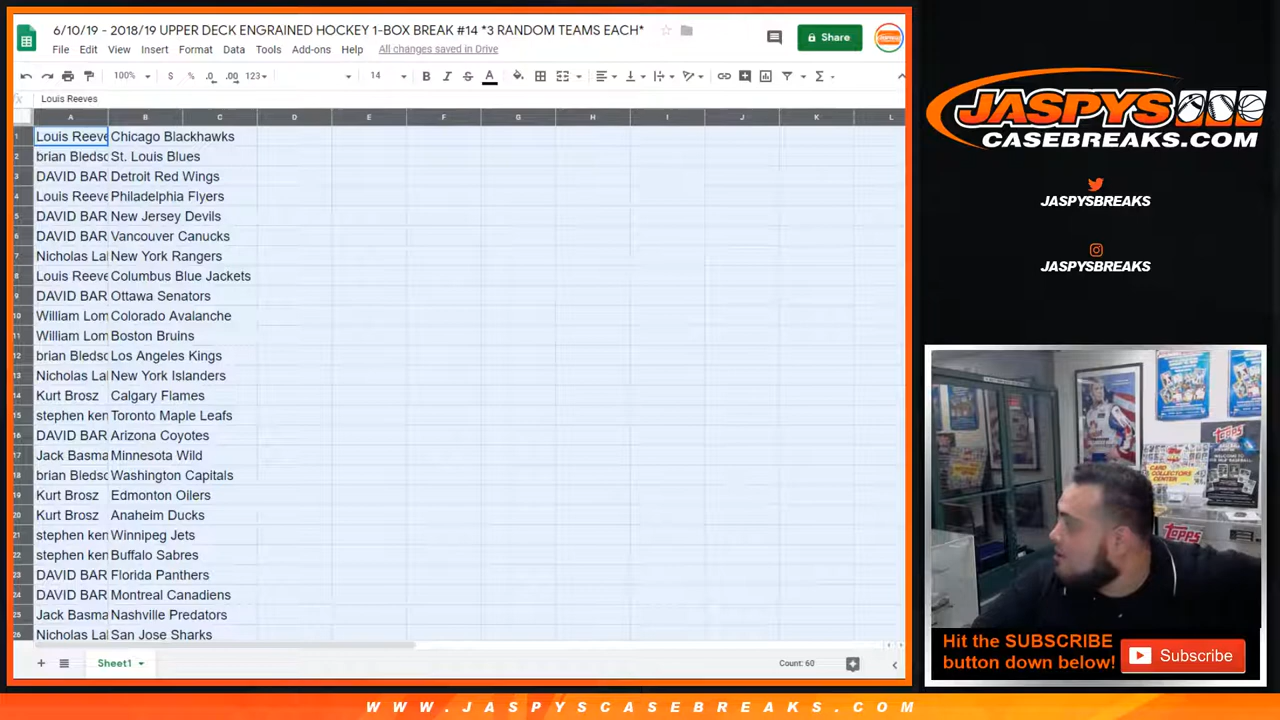 6/10/19 - 2018/19 UPPER DECK ENGRAINED HOCKEY 1-BOX BREAK #14 *3 RANDOM TEAMS EACH*
File Edit View Insert Format Data Tools Add-ons Help All changes saved in Drive
Share
100% $ % .0 .00 123 14 B I S A
Louis Reeves
A B C D E F G H I J K L
1 Louis Reeve Chicago Blackhawks
2 brian Bledso St. Louis Blues
3 DAVID BAR Detroit Red Wings
4 Louis Reeve Philadelphia Flyers
5 DAVID BAR New Jersey Devils
6 DAVID BAR Vancouver Canucks
7 Nicholas La New York Rangers
8 Louis Reeve Columbus Blue Jackets
9 DAVID BAR Ottawa Senators
10 William Lom Colorado Avalanche
11 William Lom Boston Bruins
12 brian Bledso Los Angeles Kings
13 Nicholas La New York Islanders
14 Kurt Brosz Calgary Flames
15 stephen ken Toronto Maple Leafs
16 DAVID BAR Arizona Coyotes
17 Jack Basma Minnesota Wild
18 brian Bledso Washington Capitals
19 Kurt Brosz Edmonton Oilers
20 Kurt Brosz Anaheim Ducks
21 stephen ken Winnipeg Jets
22 stephen ken Buffalo Sabres
23 DAVID BAR Florida Panthers
24 DAVID BAR Montreal Canadiens
25 Jack Basma Nashville Predators
26 Nicholas La San Jose Sharks
Sheet1
Count: 60
JASPYS
CASEBREAKS.COM
JASPYSBREAKS
JASPYSBREAKS
TOPPS
CARD COLLECTORS CENTER
TOPPS
Hit the SUBSCRIBE
button down below!
Subscribe
WWW.JASPYSCASEBREAKS.COM